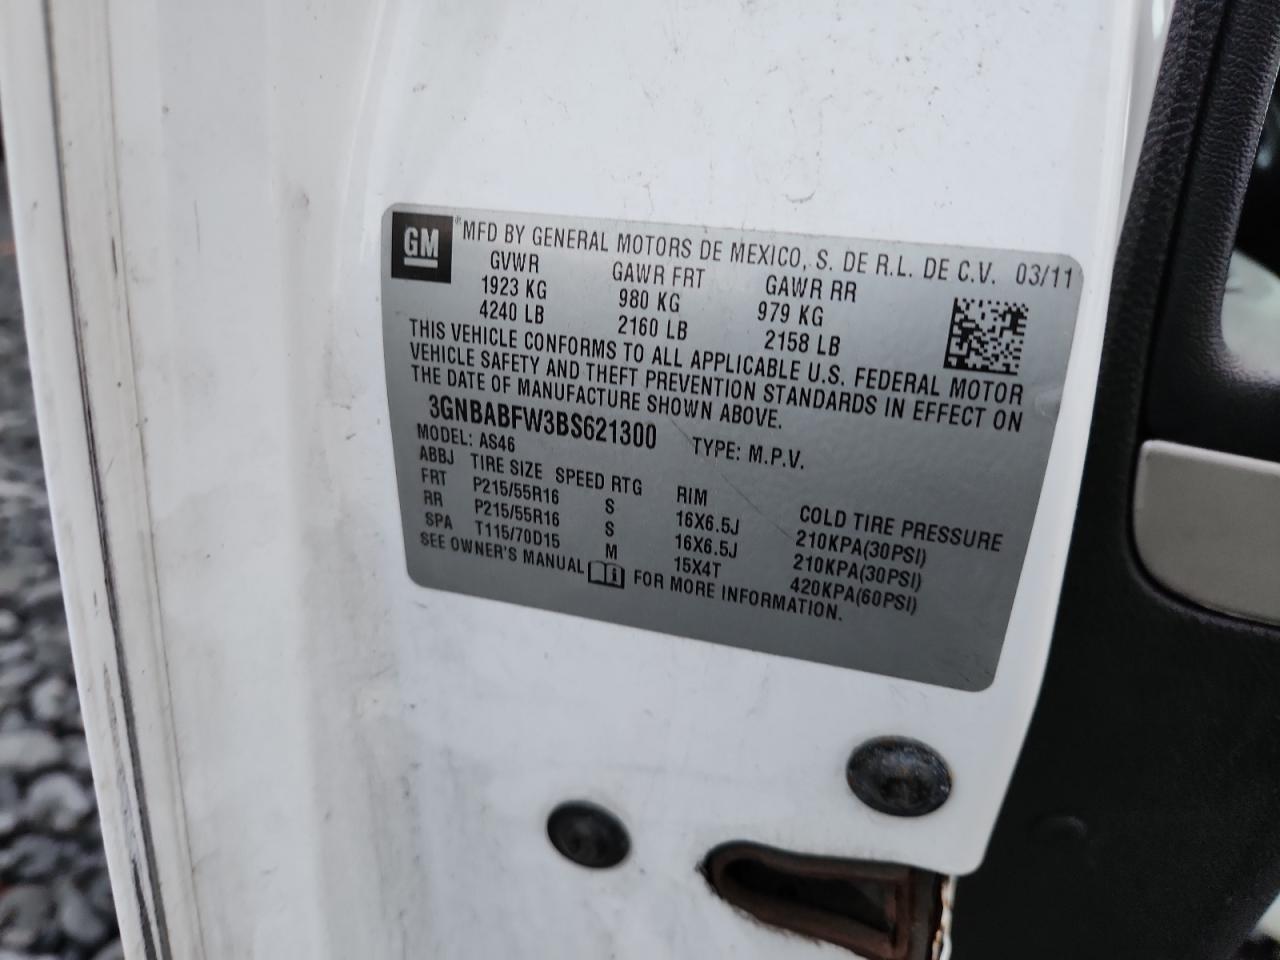 GM
® MFD BY GENERAL MOTORS DE MEXICO, S. DE R.L. DE C.V. 03/11
GVWR GAWR FRT GAWR RR
1923 KG 980 KG 979 KG
4240 LB 2160 LB 2158 LB
THIS VEHICLE CONFORMS TO ALL APPLICABLE U.S. FEDERAL MOTOR
VEHICLE SAFETY AND THEFT PREVENTION STANDARDS IN EFFECT ON
THE DATE OF MANUFACTURE SHOWN ABOVE.
3GNBABFW3BS621300 TYPE: M.P.V.
MODEL: AS46
ABBJ TIRE SIZE SPEED RTG RIM COLD TIRE PRESSURE
FRT P215/55R16 S 16X6.5J 210KPA(30PSI)
RR P215/55R16 S 16X6.5J 210KPA(30PSI)
SPA T115/70D15 M 15X4T 420KPA(60PSI)
SEE OWNER'S MANUAL FOR MORE INFORMATION.